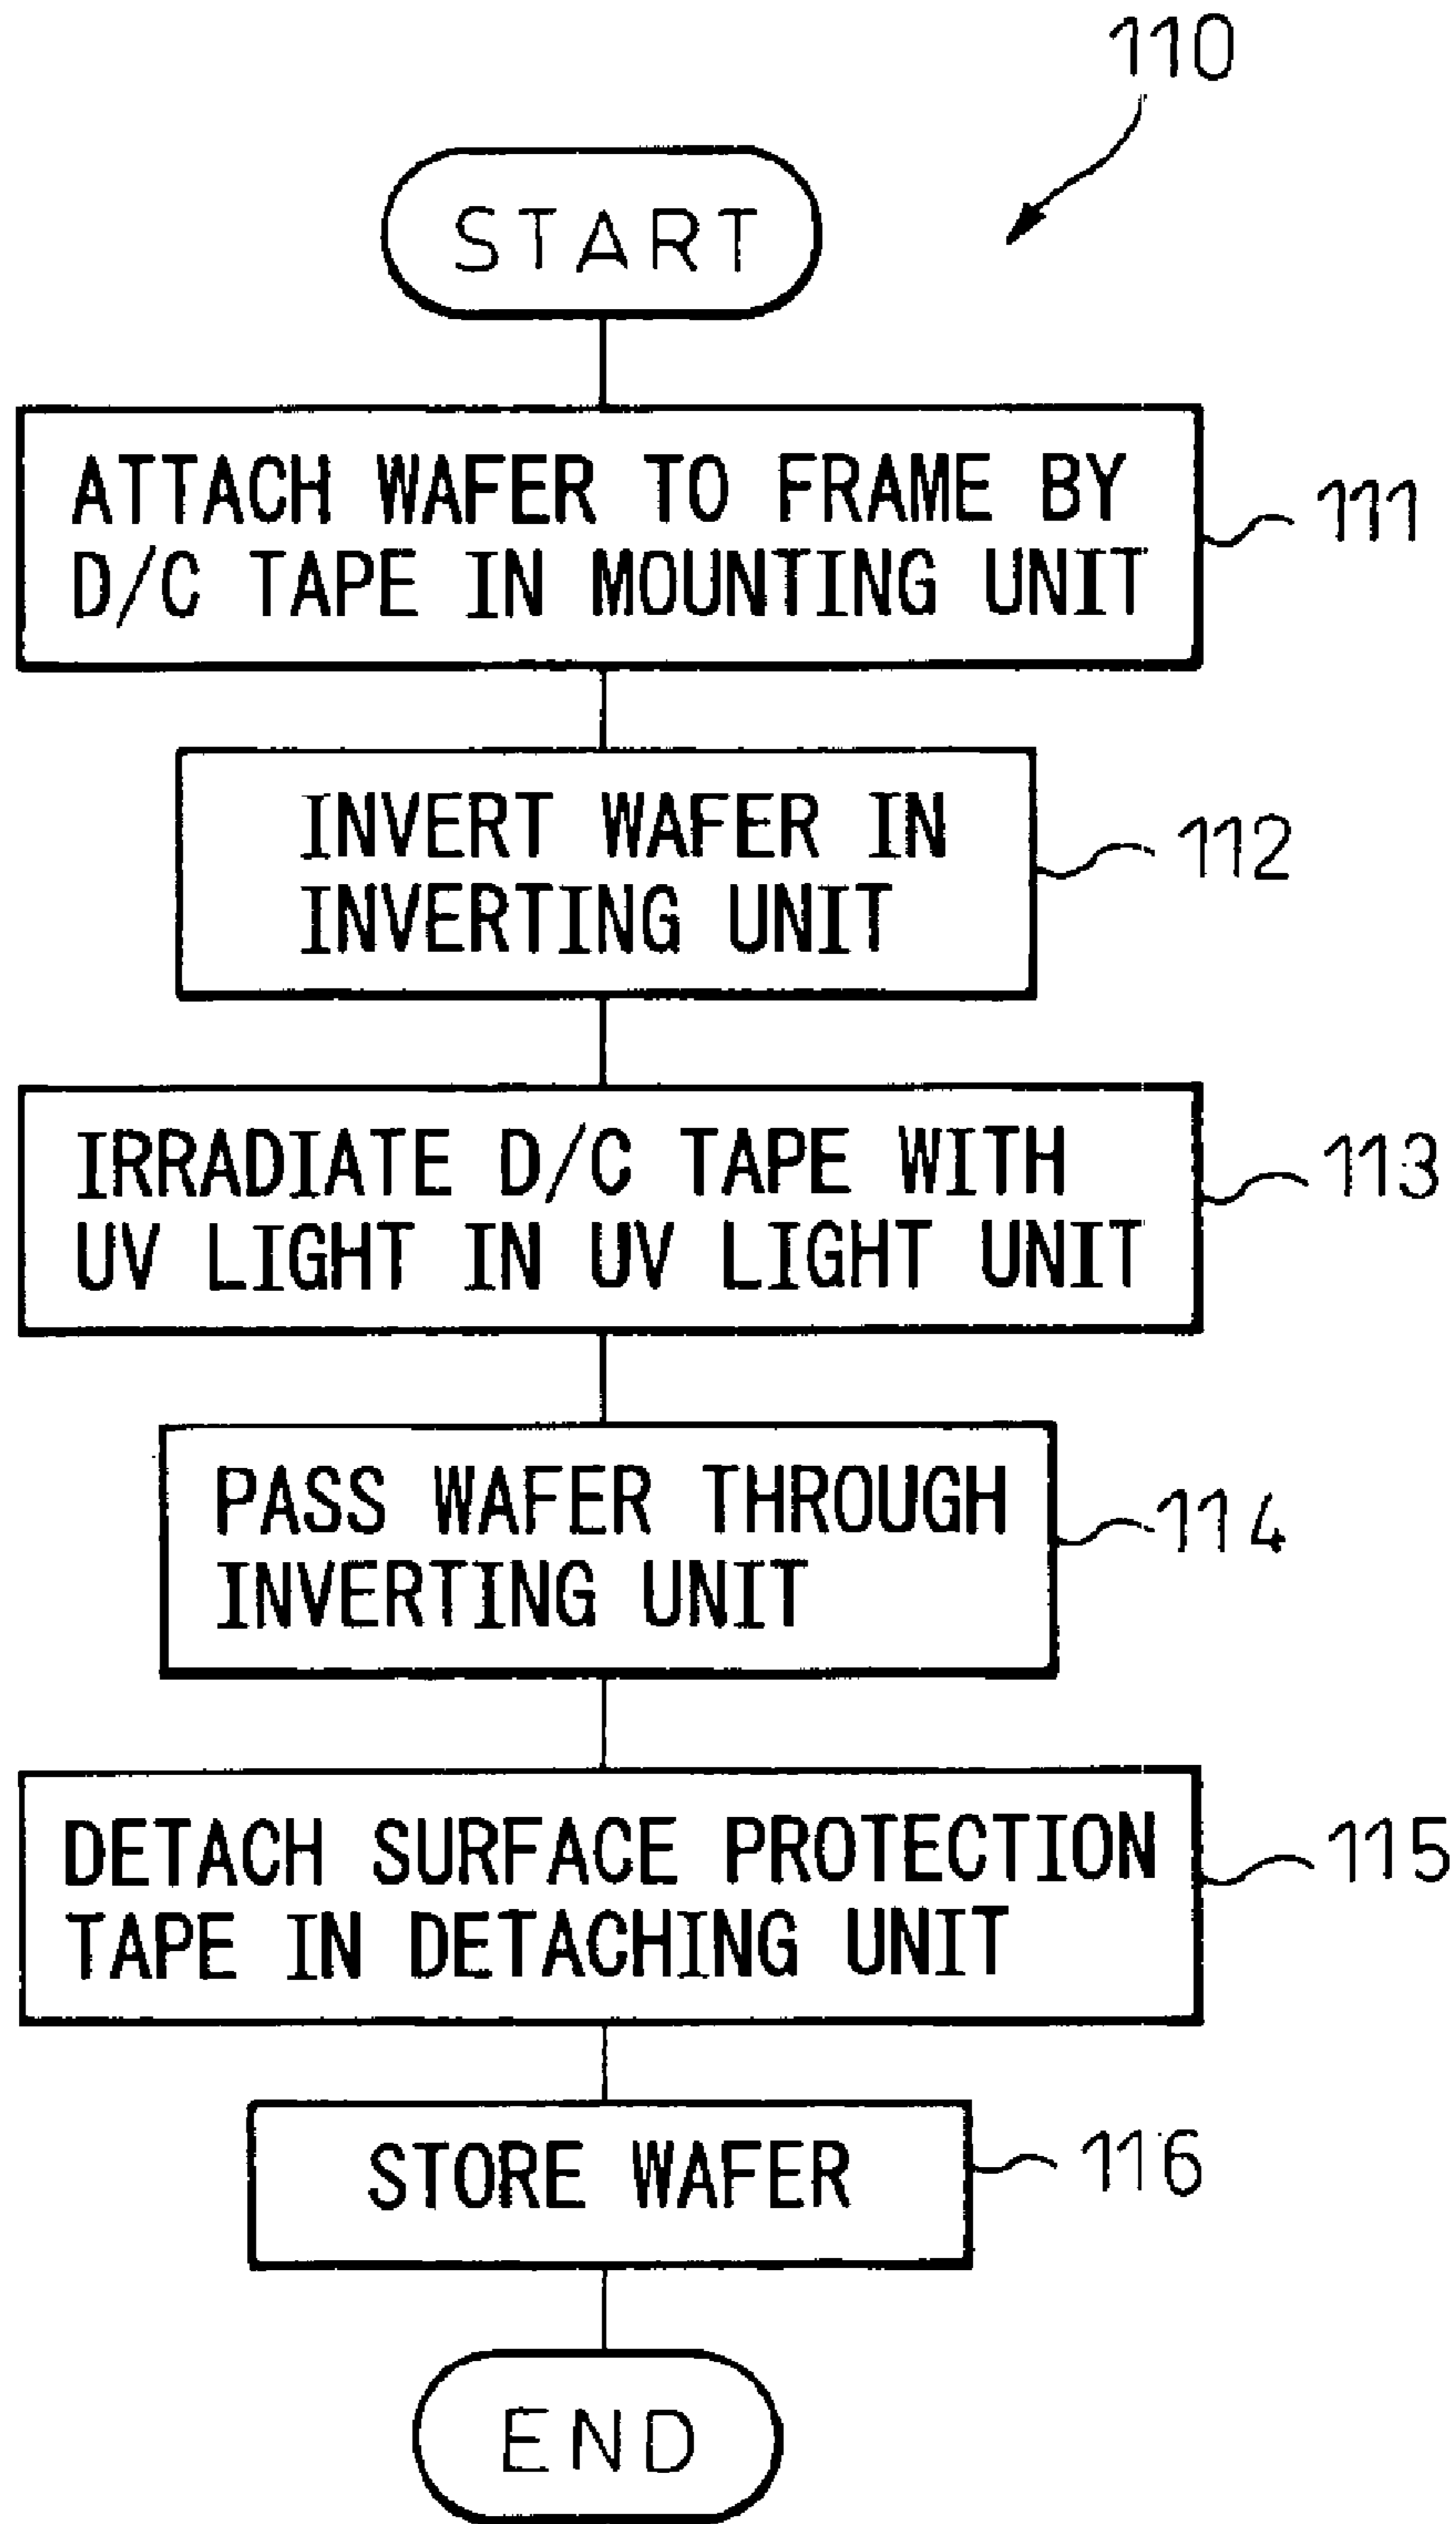 110
START
ATTACH WAFER TO FRAME BY
D/C TAPE IN MOUNTING UNIT
111
INVERT WAFER IN
INVERTING UNIT
112
IRRADIATE D/C TAPE WITH
UV LIGHT IN UV LIGHT UNIT
113
PASS WAFER THROUGH
INVERTING UNIT
114
DETACH SURFACE PROTECTION
TAPE IN DETACHING UNIT
115
STORE WAFER
116
END